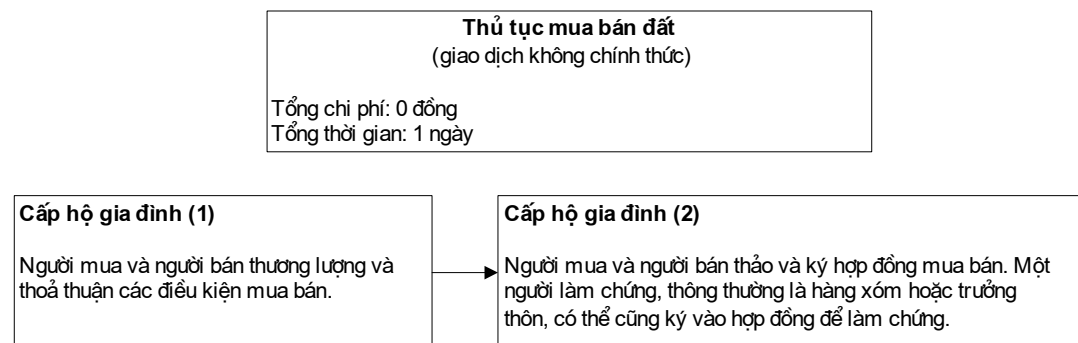 Thủ tục mua bán đất
(giao dịch không chính thức)
Tổng chi phí: 0 đồng
Tổng thời gian: 1 ngày
Cấp hộ gia đình (1)
Người mua và người bán thương lượng và
thoả thuận các điều kiện mua bán.
Cấp hộ gia đình (2)
Người mua và người bán thảo và ký hợp đồng mua bán. Một
người làm chứng, thông thường là hàng xóm hoặc trưởng
thôn, có thể cũng ký vào hợp đồng để làm chứng.